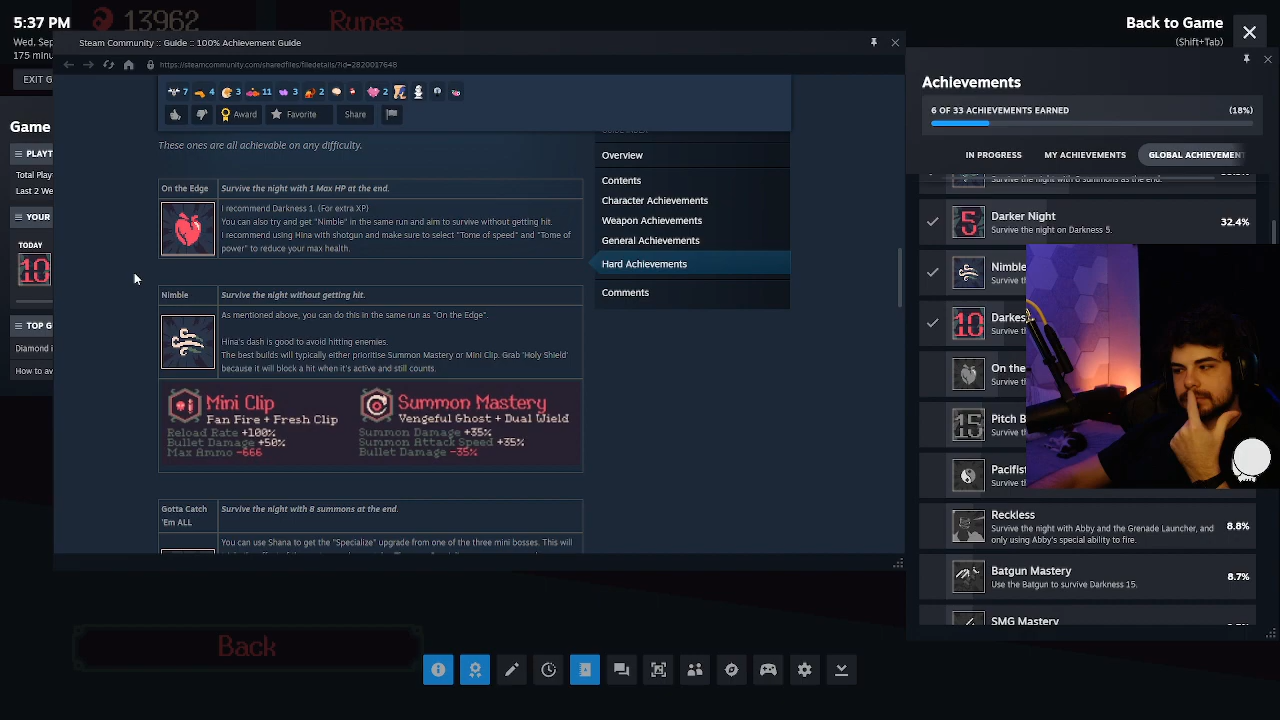 5:37 PM
Wed, Sep
175 minut
EXIT G
13962
Runes
Back to Game
(Shift+Tab)
Steam Community :: Guide :: 100% Achievement Guide
https://steamcommunity.com/sharedfiles/filedetails/?id=2820017648
7 4 3 11 3 2 2
Award
Favorite
Share
These ones are all achievable on any difficulty.
On the Edge
Survive the night with 1 Max HP at the end.
I recommend Darkness 1. (For extra XP)
You can also try and get "Nimble" in the same run and aim to survive without getting hit.
I recommend using Hina with shotgun and make sure to select "Tome of speed" and "Tome of
power" to reduce your max health.
Nimble
Survive the night without getting hit.
As mentioned above, you can do this in the same run as "On the Edge".
Hina's dash is good to avoid hitting enemies.
The best builds will typically either prioritise Summon Mastery or Mini Clip. Grab 'Holy Shield'
because it will block a hit when it's active and still counts.
Mini Clip
Fan Fire + Fresh Clip
Reload Rate +100%
Bullet Damage +50%
Max Ammo -666
Summon Mastery
Vengeful Ghost + Dual Wield
Summon Damage +35%
Summon Attack Speed +35%
Bullet Damage -35%
Gotta Catch
'Em ALL
Survive the night with 8 summons at the end.
You can use Shana to get the "Specialize" upgrade from one of the three mini bosses. This will
Overview
Contents
Character Achievements
Weapon Achievements
General Achievements
Hard Achievements
Comments
Game
PLAYT
Total Play
Last 2 We
YOUR
TODAY
10
TOP G
Diamond i
How to av
Achievements
6 OF 33 ACHIEVEMENTS EARNED
(18%)
IN PROGRESS
MY ACHIEVEMENTS
GLOBAL ACHIEVEMENT
Survive the night with 8 summons at the end.
5
Darker Night
Survive the night on Darkness 5.
32.4%
Nimble
Survive th
10
Darkes
Survive th
On the
Survive th
15
Pitch B
Survive th
Pacifis
Survive the
Reckless
Survive the night with Abby and the Grenade Launcher, and
only using Abby's special ability to fire.
8.8%
Batgun Mastery
Use the Batgun to survive Darkness 15.
8.7%
SMG Mastery
Back